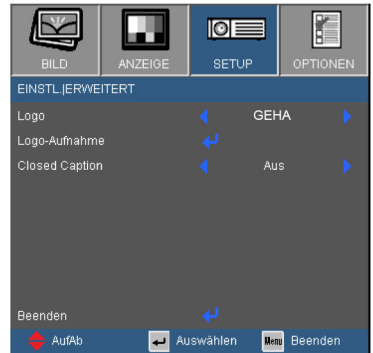 BILD ANZEIGE SETUP OPTIONEN
EINSTL.|ERWEITERT
Logo GEHA
Logo-Aufnahme
Closed Caption Aus
Beenden
AufAb Auswählen Menu Beenden